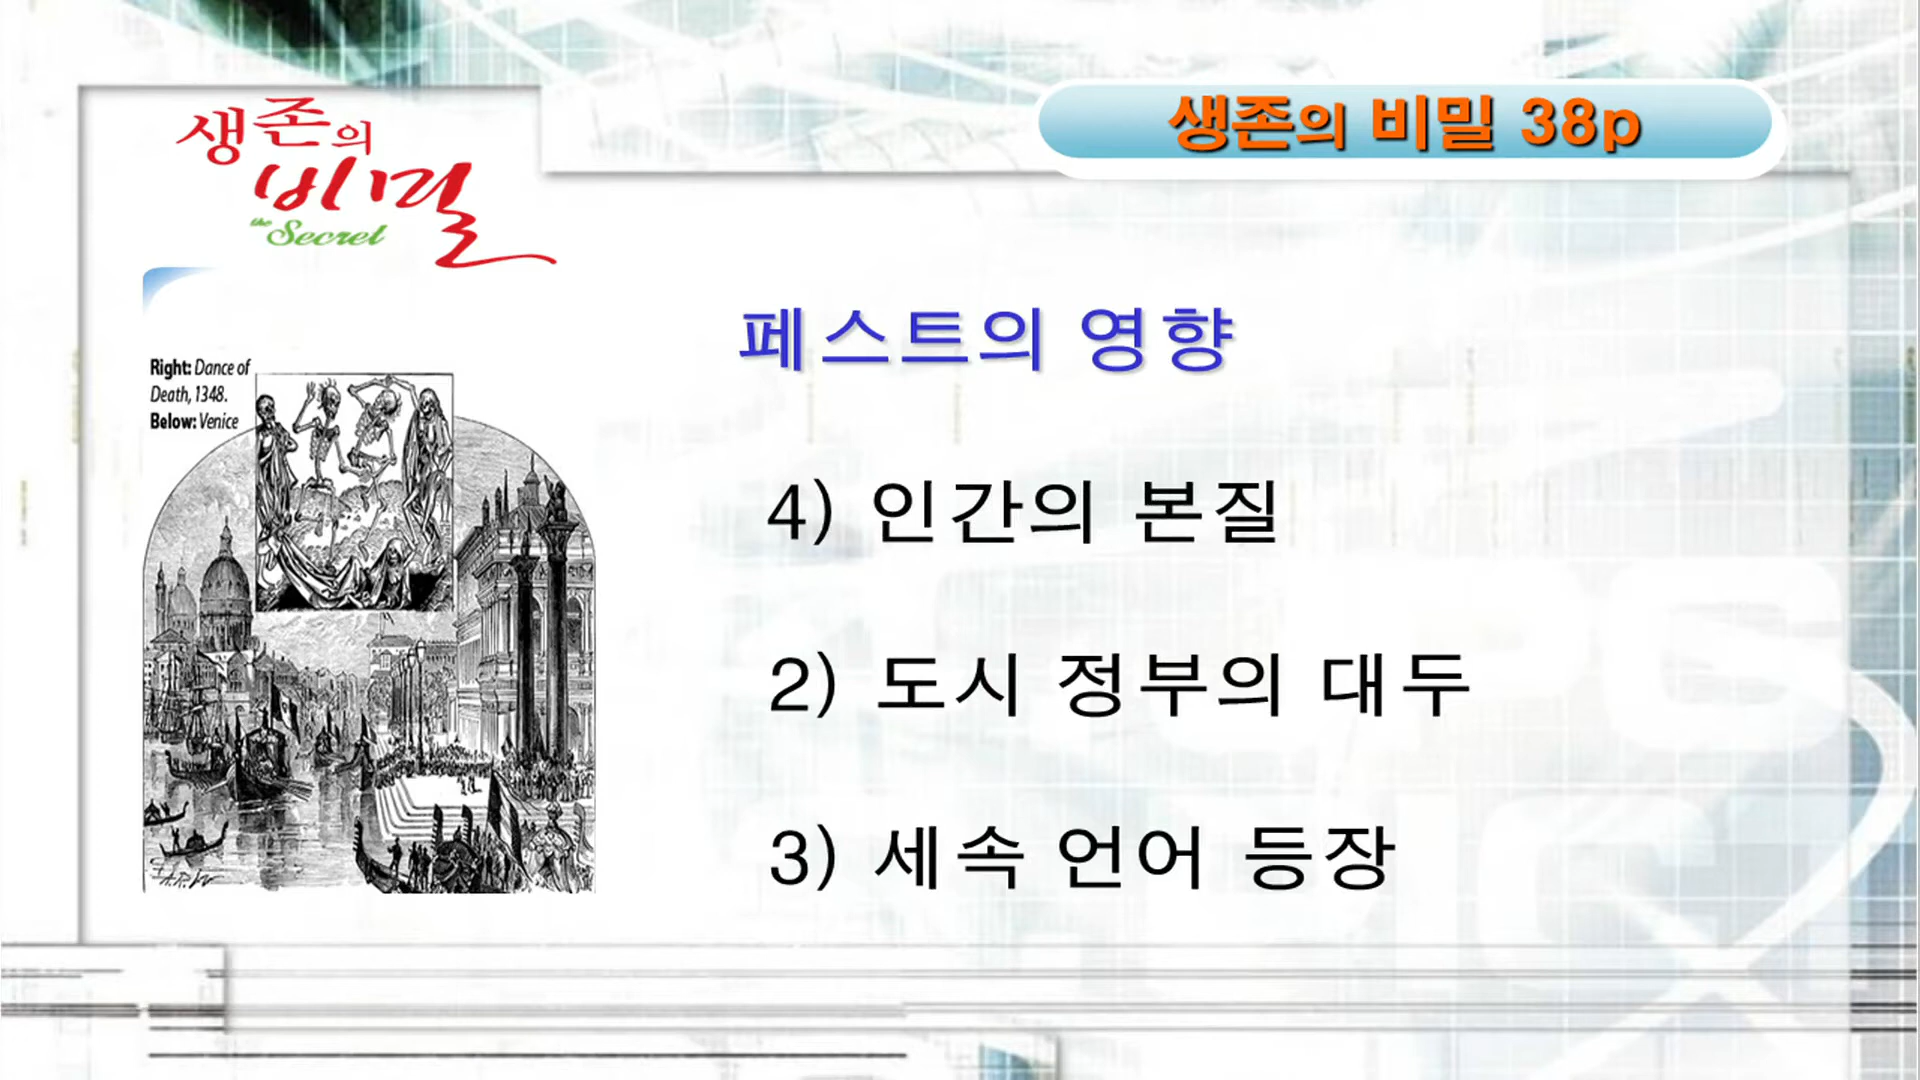 생존의
비밀
the Secret
생존의 비밀 38p
Right: Dance of
Death, 1348.
Below: Venice
페스트의 영향
4) 인간의 본질
2) 도시 정부의 대두
3) 세속 언어 등장